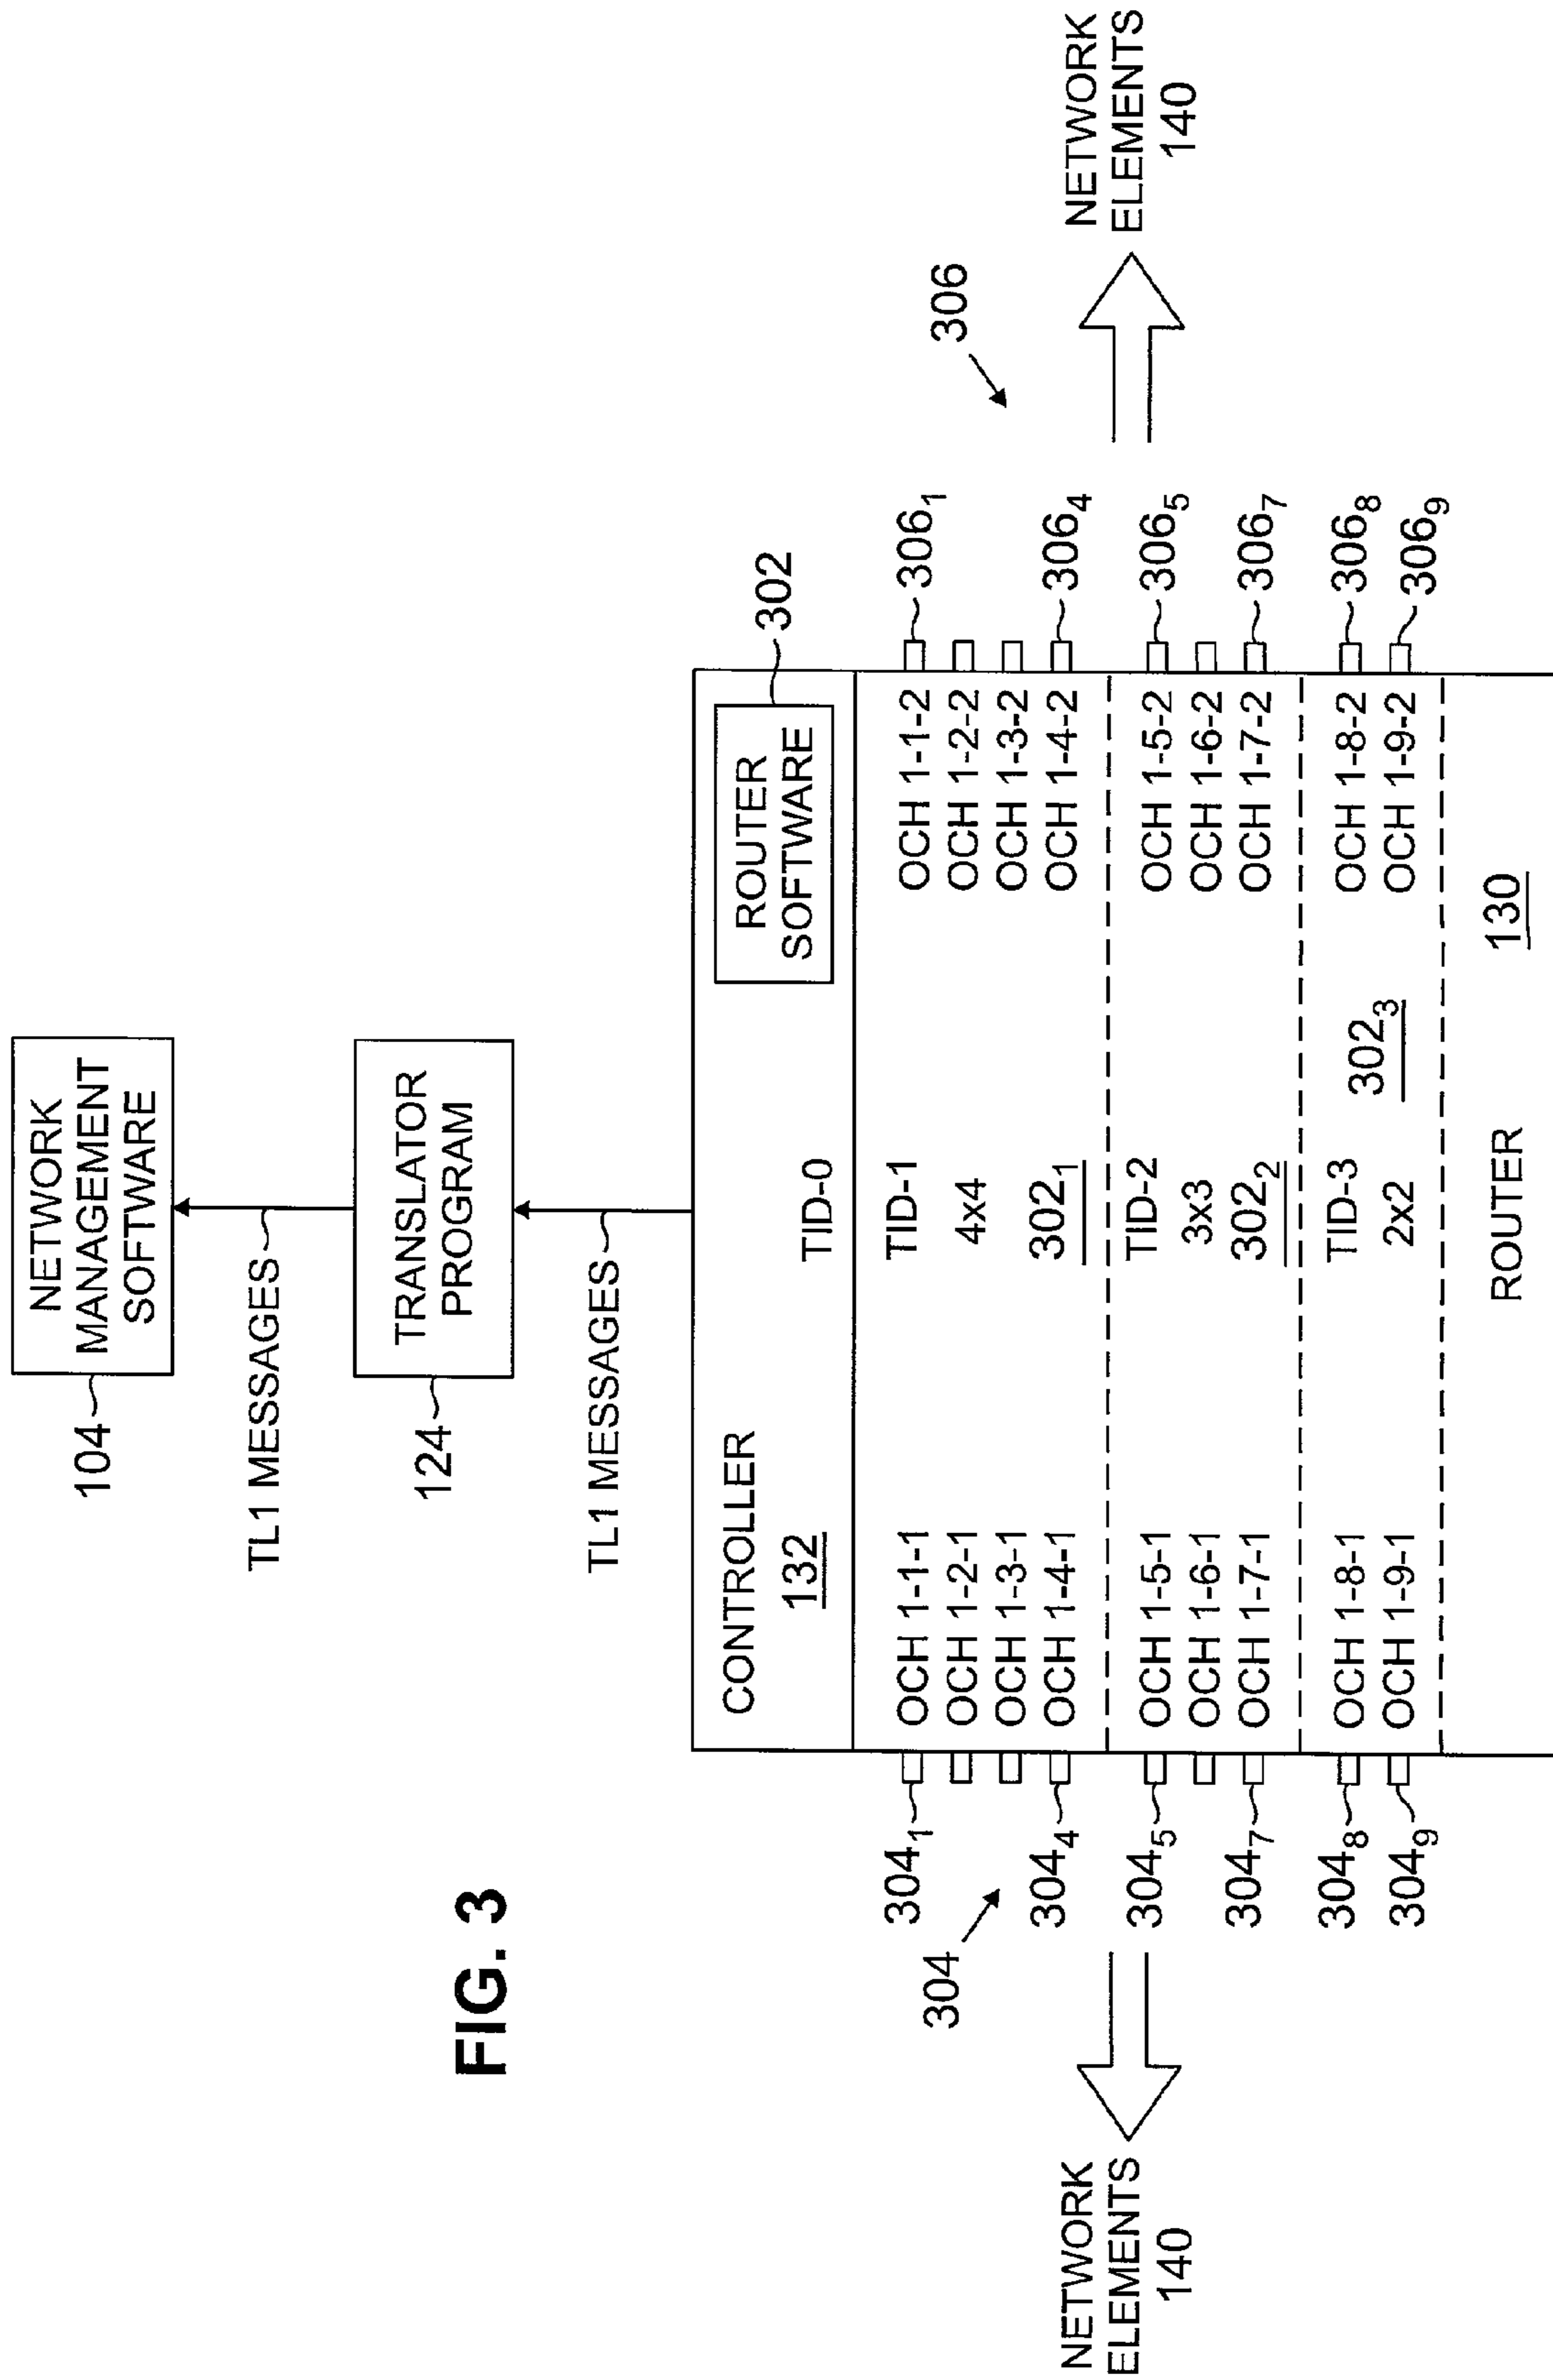 FIG. 3
NETWORK
MANAGEMENT
SOFTWARE
104
TL1 MESSAGES
TRANSLATOR
PROGRAM
124
TL1 MESSAGES
CONTROLLER
132
TID-0
ROUTER
SOFTWARE
302
304
304₁
304₄
304₅
304₇
304₈
304₉
NETWORK
ELEMENTS
140
OCH 1-1-1
OCH 1-2-1
OCH 1-3-1
OCH 1-4-1
OCH 1-5-1
OCH 1-6-1
OCH 1-7-1
OCH 1-8-1
OCH 1-9-1
TID-1
4x4
302₁
TID-2
3x3
302₂
TID-3
2x2
302₃
OCH 1-1-2
OCH 1-2-2
OCH 1-3-2
OCH 1-4-2
OCH 1-5-2
OCH 1-6-2
OCH 1-7-2
OCH 1-8-2
OCH 1-9-2
ROUTER
130
306₁
306₄
306₅
306₇
306₈
306₉
306
NETWORK
ELEMENTS
140